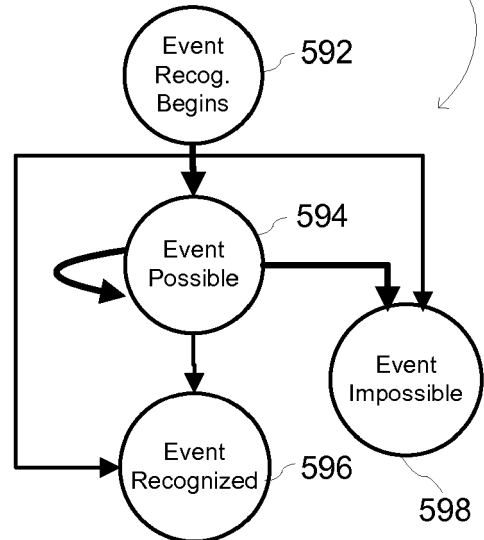 Event
Recog.
Begins
592
594
Event
Possible
Event
Impossible
Event
Recognized
596
598